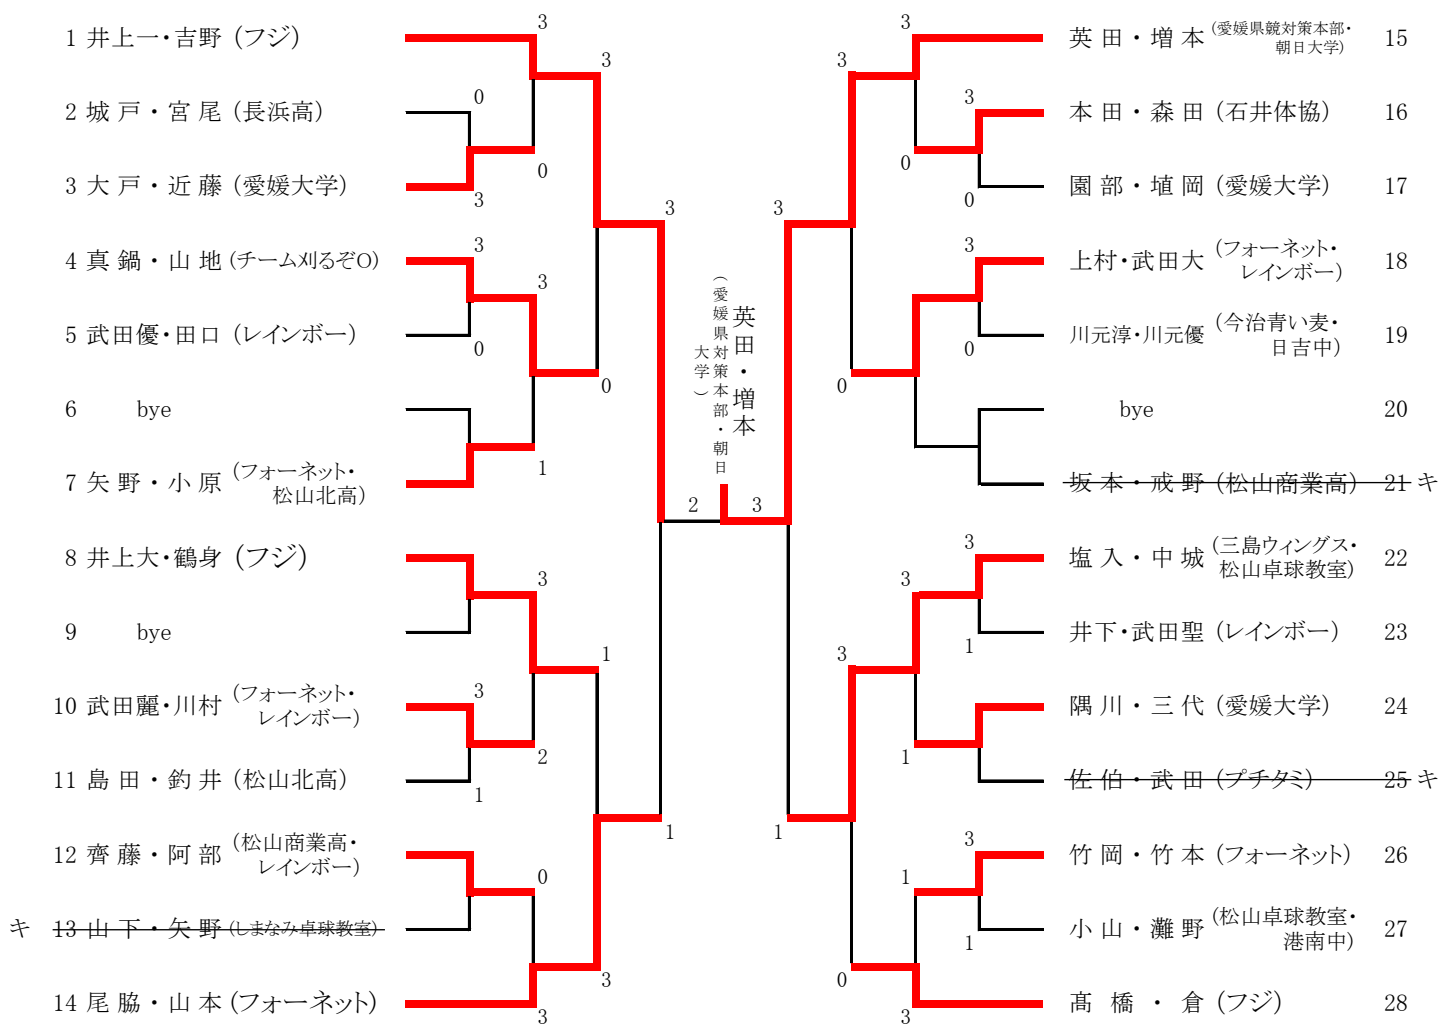 1 井上一・吉野 (フジ)
2 城戸・宮尾 (長浜高)
3 大戸・近藤 (愛媛大学)
4 真鍋・山地 (チーム刈るぞO)
5 武田優・田口 (レインボー)
6 bye
7 矢野・小原 (フォーネット・
松山北高)
8 井上大・鶴身 (フジ)
9 bye
10 武田麗・川村 (フォーネット・
レインボー)
11 島田・釣井 (松山北高)
12 齊藤・阿部 (松山商業高・
レインボー)
キ 13 山下・矢野 (しまなみ卓球教室)
14 尾脇・山本 (フォーネット)
3
0
3
0
3
3
0
3
1
0
3
3
1
3
2
0
3
1
3
3
1
2
3
英田・増本
(愛媛県対策本部・朝日
大学)
3
1
3
0
3
0
3
0
3
0
3
0
3
1
3
1
3
1
1
3
0
英田・増本 (愛媛県競対策本部・
朝日大学) 15
本田・森田 (石井体協) 16
園部・埴岡 (愛媛大学) 17
上村・武田大 (フォーネット・
レインボー) 18
川元淳・川元優 (今治青い麦・
日吉中) 19
bye 20
坂本・戒野 (松山商業高) 21 キ
塩入・中城 (三島ウィングス・
松山卓球教室) 22
井下・武田聖 (レインボー) 23
隅川・三代 (愛媛大学) 24
佐伯・武田 (プチタミ) 25 キ
竹岡・竹本 (フォーネット) 26
小山・灘野 (松山卓球教室・
港南中) 27
髙橋・倉 (フジ) 28